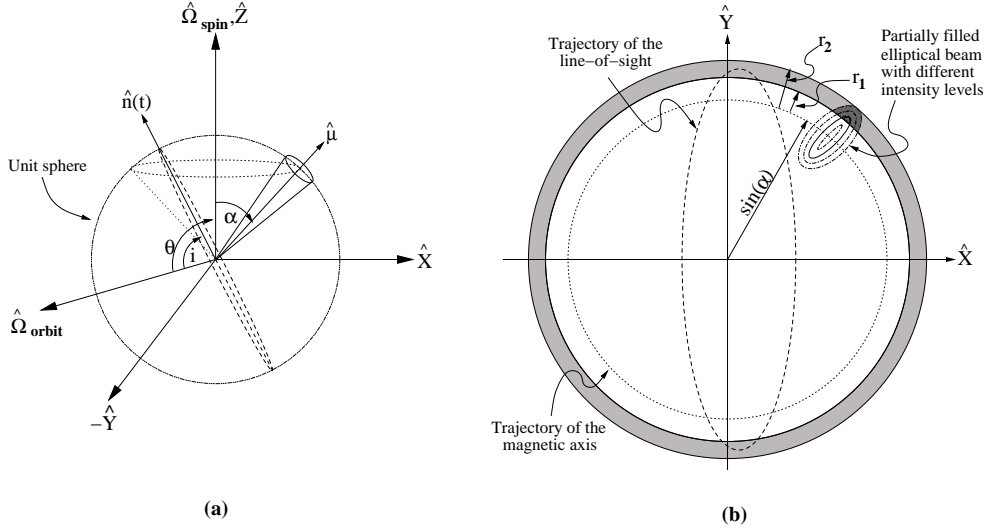 Ω̂spin,Ẑ
n̂(t)
μ̂
Unit sphere
α
θ
i
X̂
Ω̂orbit
−Ŷ
(a)
Ŷ
Trajectory of the
line−of−sight
r2
r1
Partially filled
elliptical beam
with different
intensity levels
sin(α)
X̂
Trajectory of the
magnetic axis
(b)